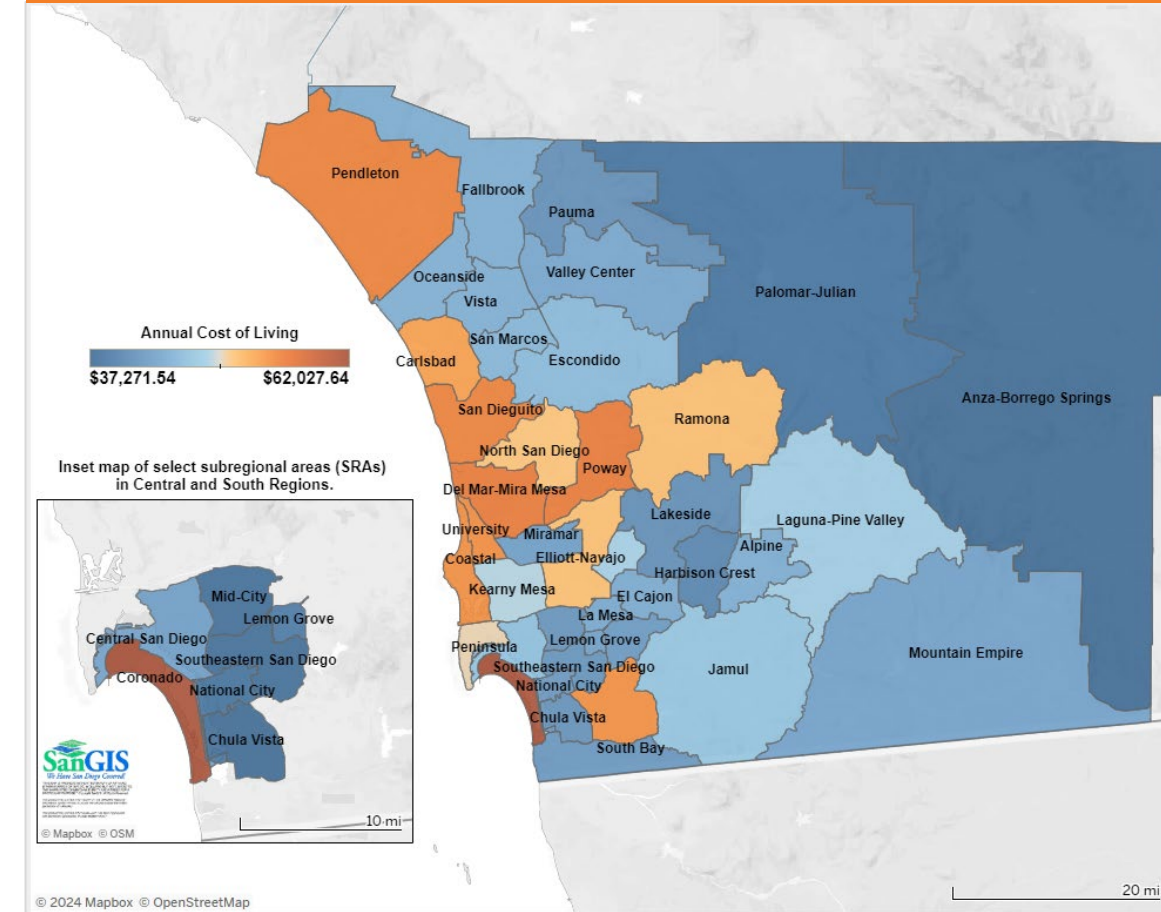 Pendleton
Fallbrook
Pauma
Oceanside
Valley Center
Vista
Palomar-Julian
Annual Cost of Living
$37,271.54
$62,027.64
San Marcos
Carlsbad
Escondido
Anza-Borrego Springs
San Dieguito
Ramona
North San Diego
Poway
Del Mar-Mira Mesa
Lakeside
University
Miramar
Laguna-Pine Valley
Coastal
Elliott-Navajo
Alpine
Harbison Crest
Kearny Mesa
El Cajon
La Mesa
Peninsula
Lemon Grove
Southeastern San Diego
Jamul
Mountain Empire
National City
Chula Vista
South Bay
Inset map of select subregional areas (SRAs)
in Central and South Regions.
Mid-City
Lemon Grove
Central San Diego
Southeastern San Diego
Coronado
National City
Chula Vista
SanGIS
We Have San Diego Covered!
10 mi
© Mapbox © OSM
© 2024 Mapbox © OpenStreetMap
20 mi